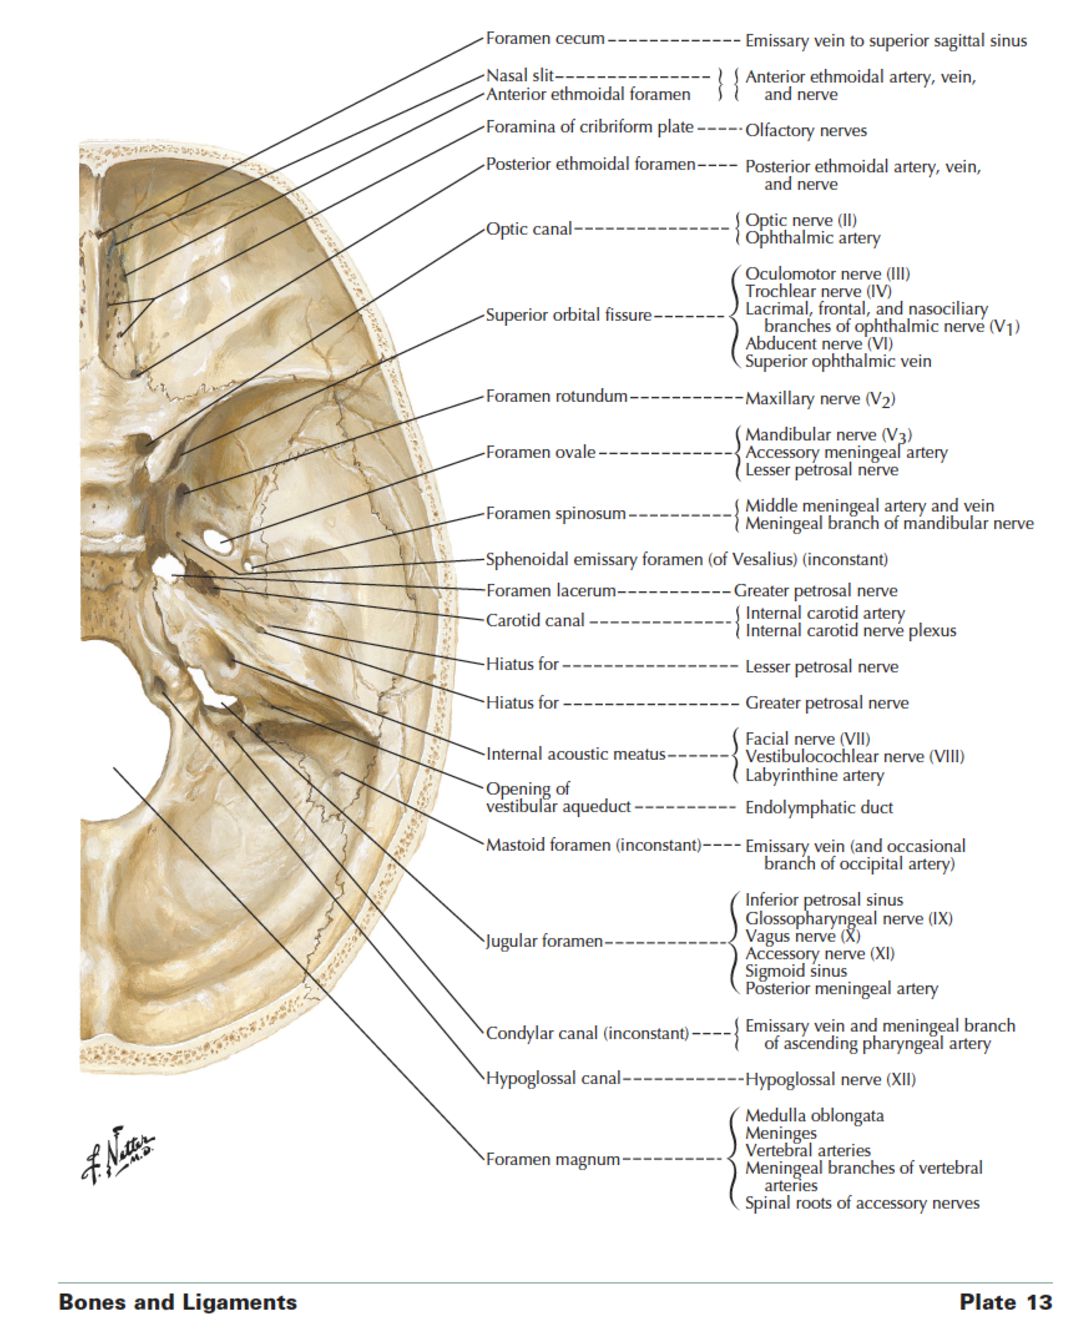 Foramen cecum Emissary vein to superior sagittal sinus
Nasal slit Anterior ethmoidal artery, vein,
Anterior ethmoidal foramen and nerve
Foramina of cribriform plate Olfactory nerves
Posterior ethmoidal foramen Posterior ethmoidal artery, vein,
and nerve
Optic canal Optic nerve (II)
Ophthalmic artery
Oculomotor nerve (III)
Trochlear nerve (IV)
Superior orbital fissure Lacrimal, frontal, and nasociliary
branches of ophthalmic nerve (V1)
Abducent nerve (VI)
Superior ophthalmic vein
Foramen rotundum Maxillary nerve (V2)
Mandibular nerve (V3)
Foramen ovale Accessory meningeal artery
Lesser petrosal nerve
Foramen spinosum Middle meningeal artery and vein
Meningeal branch of mandibular nerve
Sphenoidal emissary foramen (of Vesalius) (inconstant)
Foramen lacerum Greater petrosal nerve
Carotid canal Internal carotid artery
Internal carotid nerve plexus
Hiatus for Lesser petrosal nerve
Hiatus for Greater petrosal nerve
Facial nerve (VII)
Internal acoustic meatus Vestibulocochlear nerve (VIII)
Labyrinthine artery
Opening of
vestibular aqueduct Endolymphatic duct
Mastoid foramen (inconstant) Emissary vein (and occasional
branch of occipital artery)
Inferior petrosal sinus
Glossopharyngeal nerve (IX)
Jugular foramen Vagus nerve (X)
Accessory nerve (XI)
Sigmoid sinus
Posterior meningeal artery
Condylar canal (inconstant) Emissary vein and meningeal branch
of ascending pharyngeal artery
Hypoglossal canal Hypoglossal nerve (XII)
Medulla oblongata
Meninges
Vertebral arteries
Foramen magnum Meningeal branches of vertebral
arteries
Spinal roots of accessory nerves
F. Netter
M.D.
Bones and Ligaments Plate 13